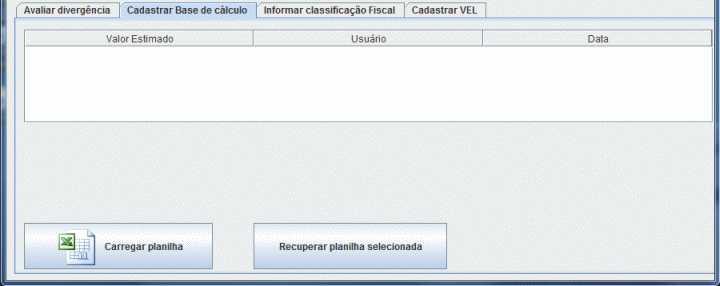 Avaliar divergência Cadastrar Base de cálculo Informar classificação Fiscal Cadastrar VEL
Valor Estimado Usuário Data
Carregar planilha Recuperar planilha selecionada